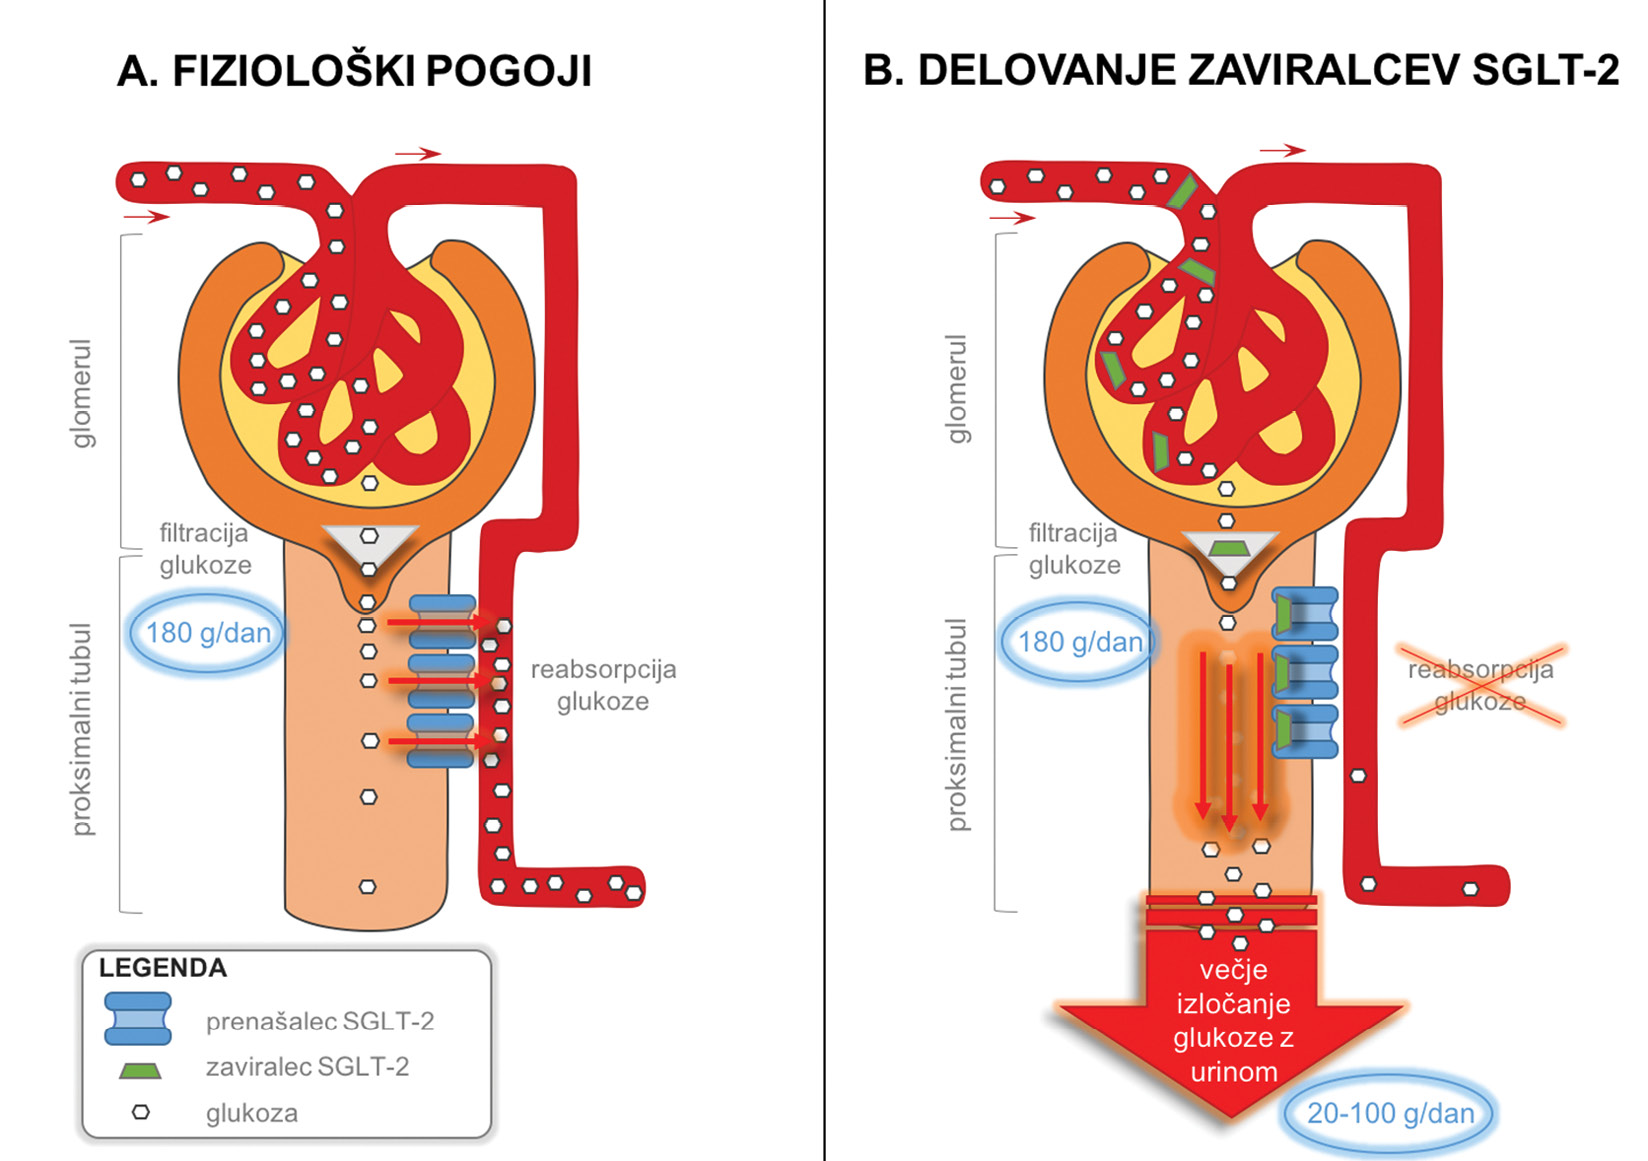 A. FIZIOLOŠKI POGOJI
glomerul
filtracija
glukoze
180 g/dan
proksimalni tubul
reabsorpcija
glukoze
LEGENDA
prenašalec SGLT-2
zaviralec SGLT-2
glukoza
B. DELOVANJE ZAVIRALCEV SGLT-2
glomerul
filtracija
glukoze
180 g/dan
proksimalni tubul
reabsorpcija
glukoze
večje
izločanje
glukoze z
urinom
20-100 g/dan